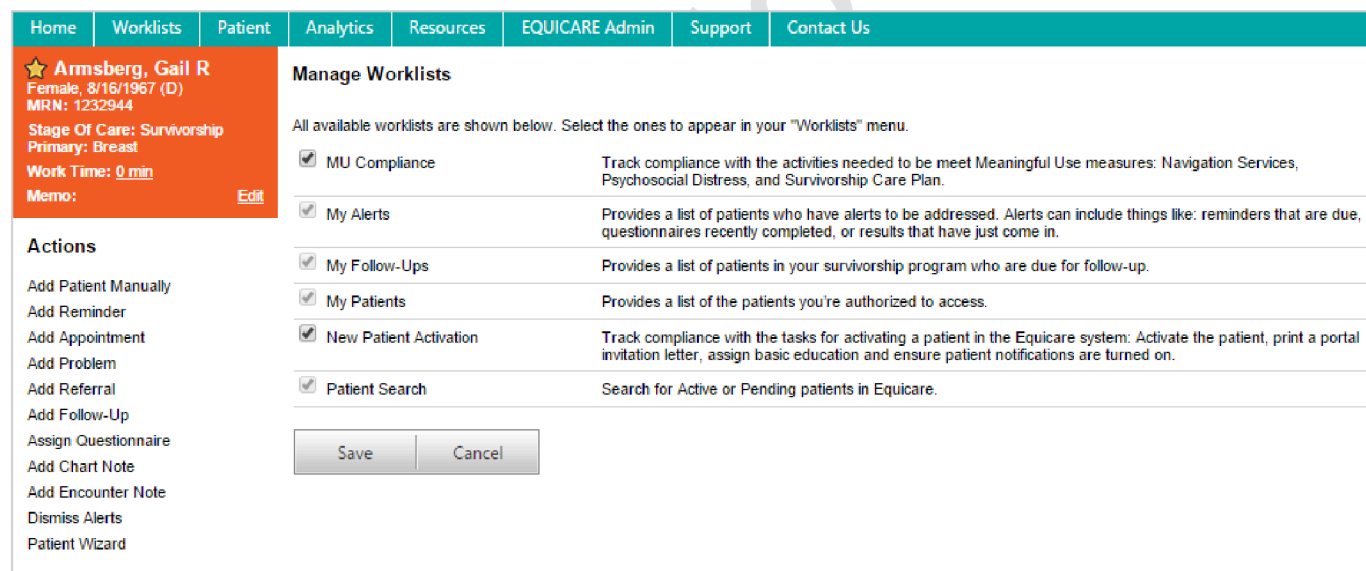 Home Worklists Patient Analytics Resources EQUICARE Admin Support Contact Us
Armsberg, Gail R
Female, 8/16/1967 (D)
MRN: 1232944
Stage Of Care: Survivorship
Primary: Breast
Work Time: 0 min
Memo: Edit
Actions
Add Patient Manually
Add Reminder
Add Appointment
Add Problem
Add Referral
Add Follow-Up
Assign Questionnaire
Add Chart Note
Add Encounter Note
Dismiss Alerts
Patient Wizard
Manage Worklists
All available worklists are shown below. Select the ones to appear in your "Worklists" menu.
MU Compliance Track compliance with the activities needed to be meet Meaningful Use measures: Navigation Services,
Psychosocial Distress, and Survivorship Care Plan.
My Alerts Provides a list of patients who have alerts to be addressed. Alerts can include things like: reminders that are due,
questionnaires recently completed, or results that have just come in.
My Follow-Ups Provides a list of patients in your survivorship program who are due for follow-up.
My Patients Provides a list of the patients you're authorized to access.
New Patient Activation Track compliance with the tasks for activating a patient in the Equicare system: Activate the patient, print a portal
invitation letter, assign basic education and ensure patient notifications are turned on.
Patient Search Search for Active or Pending patients in Equicare.
Save Cancel